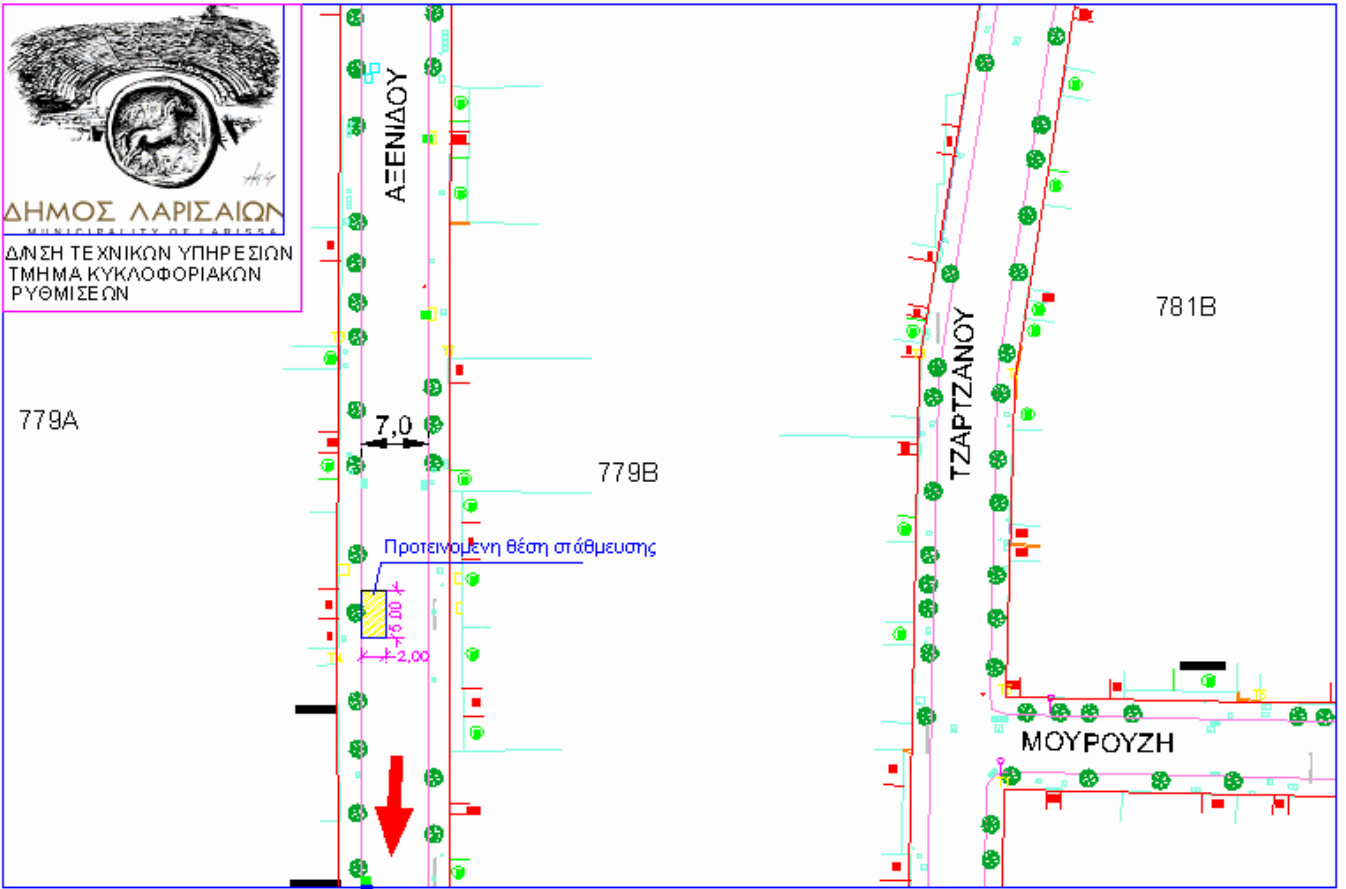 ΔΗΜΟΣ ΛΑΡΙΣΑΙΩΝ
MUNICIPALITY OF LARISSA
Δ/ΝΣΗ ΤΕΧΝΙΚΩΝ ΥΠΗΡΕΣΙΩΝ
ΤΜΗΜΑ ΚΥΚΛΟΦΟΡΙΑΚΩΝ
ΡΥΘΜΙΣΕΩΝ
ΑΞΕΝΙΔΟΥ
779Α
7,0
779Β
Προτεινομενη θέση στάθμευσης
5.00
2,00
ΤΖΑΡΤΖΑΝΟΥ
781Β
ΜΟΥΡΟΥΖΗ